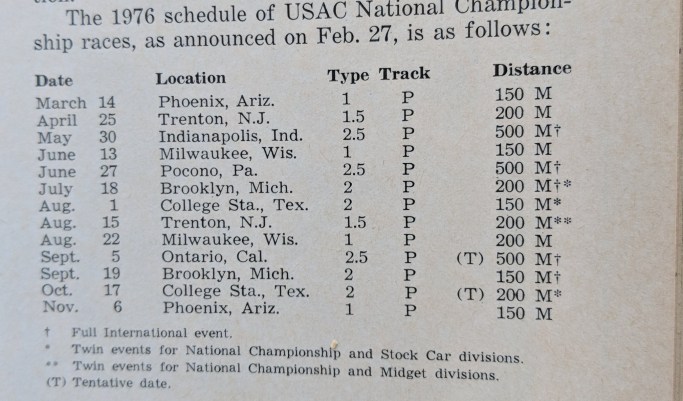 The 1976 schedule of USAC National Champion-
ship races, as announced on Feb. 27, is as follows:
Date Location Type Track Distance
March 14 Phoenix, Ariz. 1 P 150 M
April 25 Trenton, N.J. 1.5 P 200 M
May 30 Indianapolis, Ind. 2.5 P 500 M†
June 13 Milwaukee, Wis. 1 P 150 M
June 27 Pocono, Pa. 2.5 P 500 M†
July 18 Brooklyn, Mich. 2 P 200 M†*
Aug. 1 College Sta., Tex. 2 P 150 M*
Aug. 15 Trenton, N.J. 1.5 P 200 M**
Aug. 22 Milwaukee, Wis. 1 P 200 M
Sept. 5 Ontario, Cal. 2.5 P (T) 500 M†
Sept. 19 Brooklyn, Mich. 2 P 150 M†
Oct. 17 College Sta., Tex. 2 P (T) 200 M*
Nov. 6 Phoenix, Ariz. 1 P 150 M
† Full International event.
* Twin events for National Championship and Stock Car divisions.
** Twin events for National Championship and Midget divisions.
(T) Tentative date.